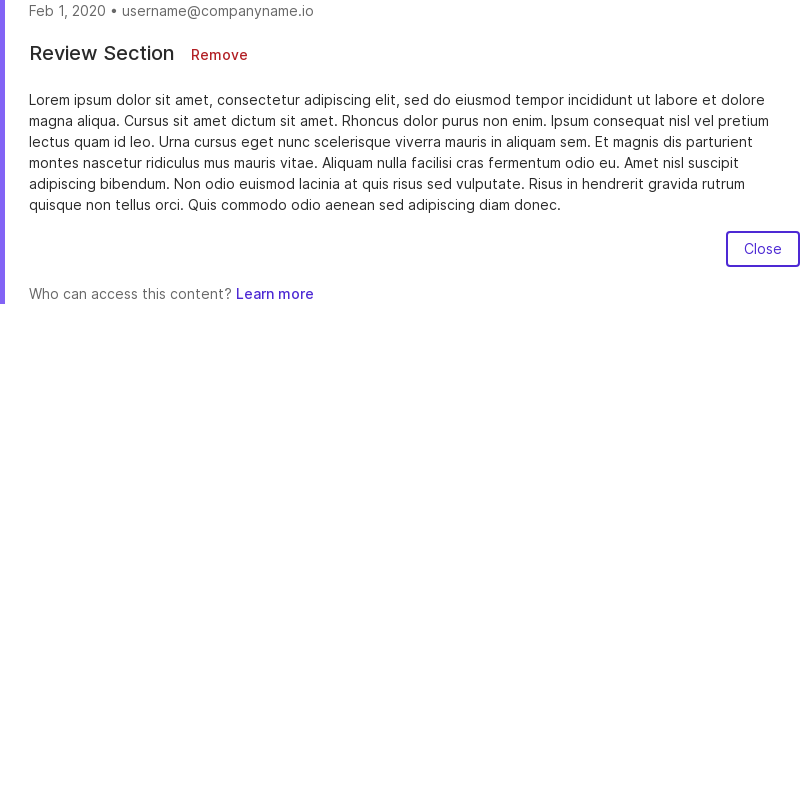 Feb 1, 2020 • username@companyname.io
Review Section Remove
Lorem ipsum dolor sit amet, consectetur adipiscing elit, sed do eiusmod tempor incididunt ut labore et dolore
magna aliqua. Cursus sit amet dictum sit amet. Rhoncus dolor purus non enim. Ipsum consequat nisl vel pretium
lectus quam id leo. Urna cursus eget nunc scelerisque viverra mauris in aliquam sem. Et magnis dis parturient
montes nascetur ridiculus mus mauris vitae. Aliquam nulla facilisi cras fermentum odio eu. Amet nisl suscipit
adipiscing bibendum. Non odio euismod lacinia at quis risus sed vulputate. Risus in hendrerit gravida rutrum
quisque non tellus orci. Quis commodo odio aenean sed adipiscing diam donec.
Close
Who can access this content? Learn more